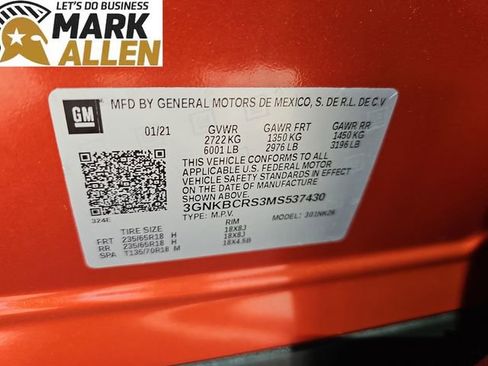 LET'S DO BUSINESS
MARK
ALLEN
GM
MFD BY GENERAL MOTORS DE MEXICO, S. DE R.L. DE C.V
01/21 GVWR GAWR FRT GAWR RR
2722 KG 1350 KG 1450 KG
6001 LB 2976 LB 3196 LB
THIS VEHICLE CONFORMS TO ALL
APPLICABLE U.S. FEDERAL MOTOR
VEHICLE SAFETY STANDARDS IN EFFECT
ON THE DATE OF MANUFACTURE
SHOWN ABOVE.
3GNKBCRS3MS537430
324E TYPE: M.P.V. MODEL:
TIRE SIZE RIM
FRT 235/65R18 H 18X8J
RR 235/65R18 H 18X8J
SPA T135/70R18 M 18X4.5B